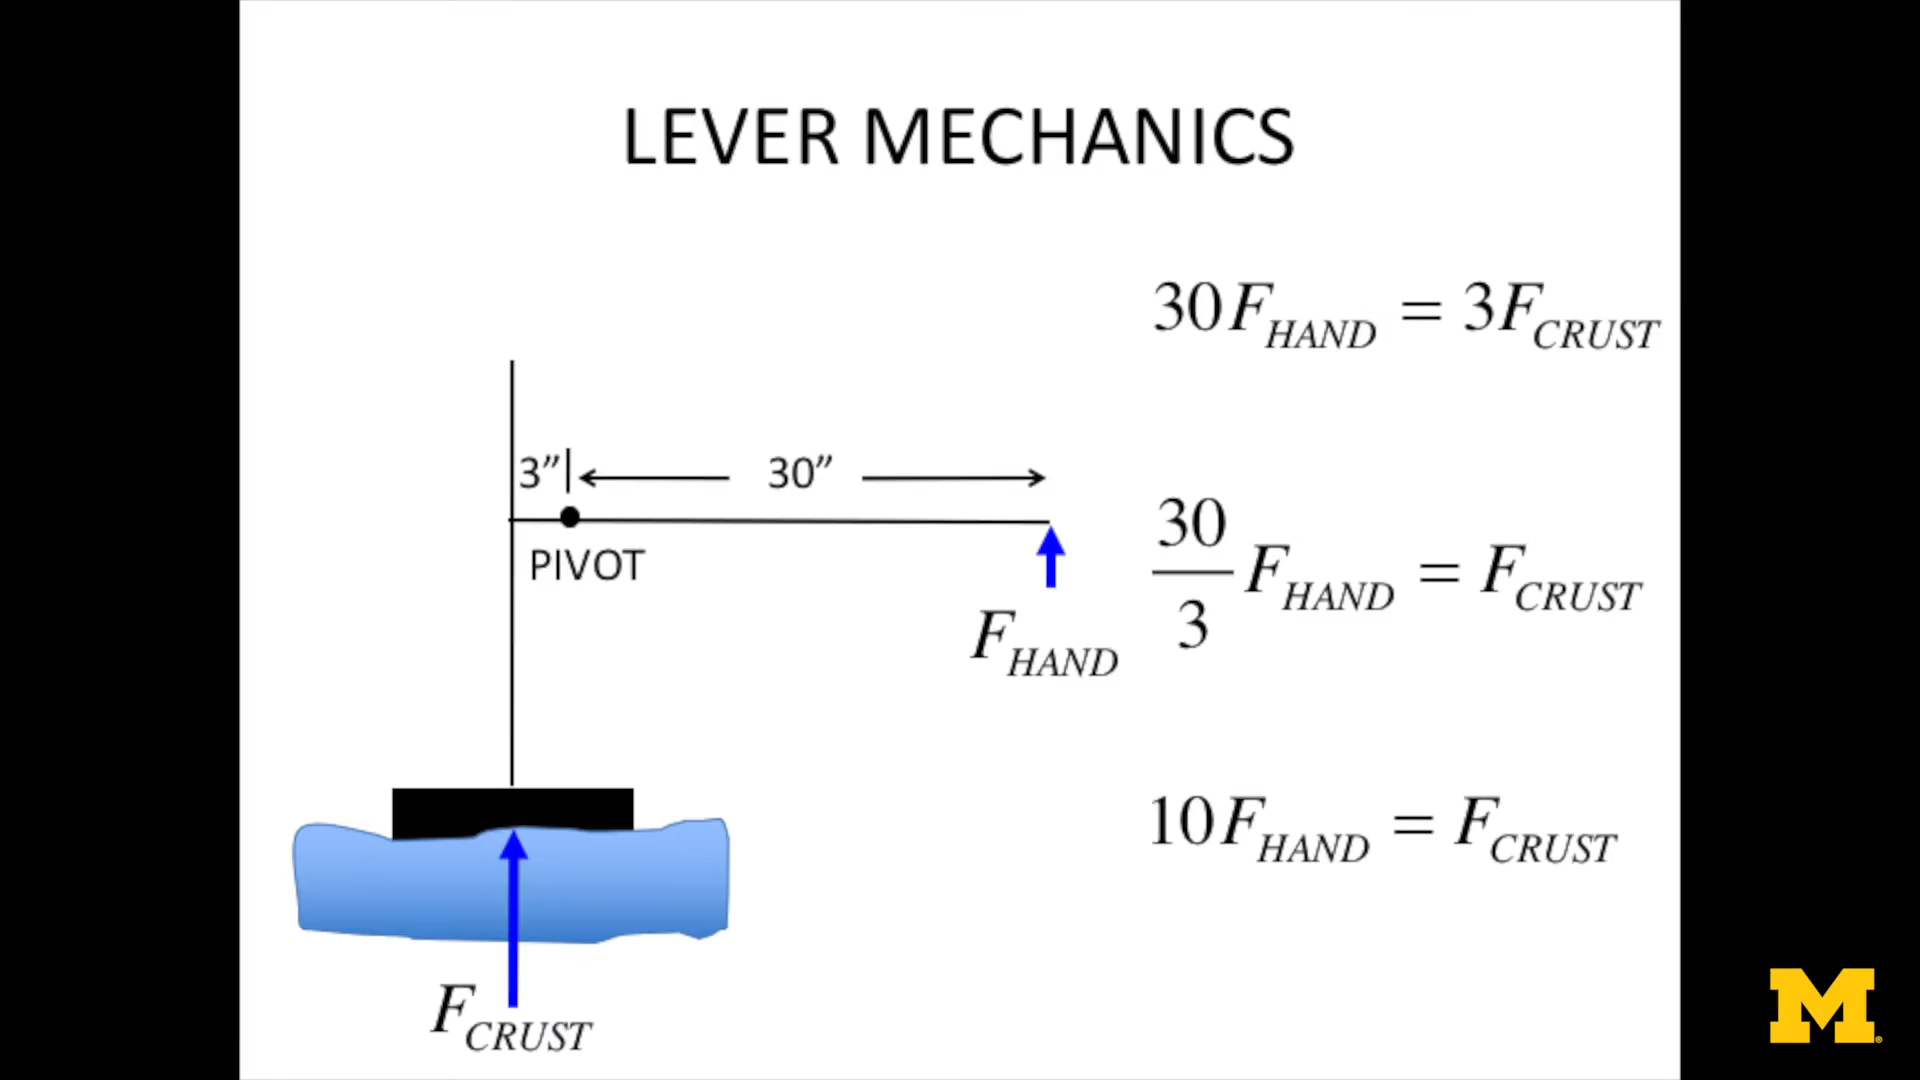 LEVER MECHANICS
30F_HAND = 3F_CRUST
3” 30”
PIVOT
F_HAND
30/3 F_HAND = F_CRUST
10F_HAND = F_CRUST
F_CRUST
M®